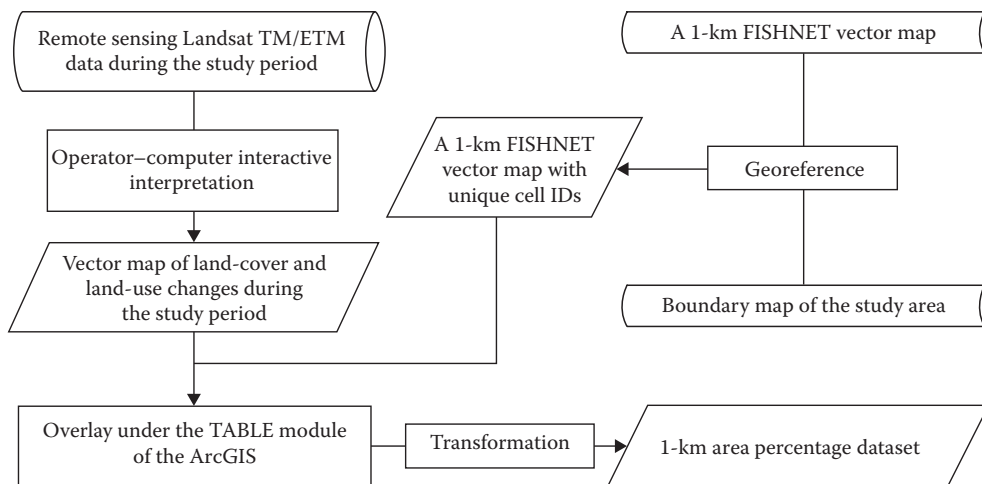 Remote sensing Landsat TM/ETM
data during the study period
A 1-km FISHNET vector map
Operator–computer interactive
interpretation
A 1-km FISHNET
vector map with
unique cell IDs
Georeference
Vector map of land-cover and
land-use changes during
the study period
Boundary map of the study area
Overlay under the TABLE module
of the ArcGIS
Transformation
1-km area percentage dataset